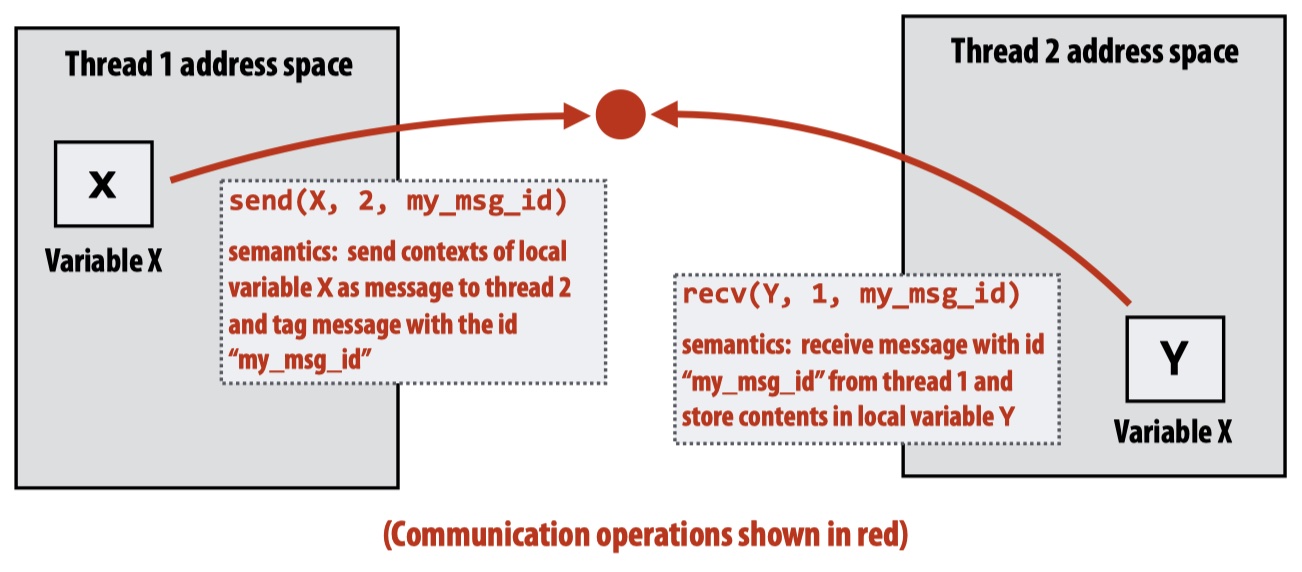 Thread 1 address space
x
Variable X
send(X, 2, my_msg_id)
semantics: send contexts of local
variable X as message to thread 2
and tag message with the id
“my_msg_id”
Thread 2 address space
recv(Y, 1, my_msg_id)
semantics: receive message with id
“my_msg_id” from thread 1 and
store contents in local variable Y
Y
Variable X
(Communication operations shown in red)